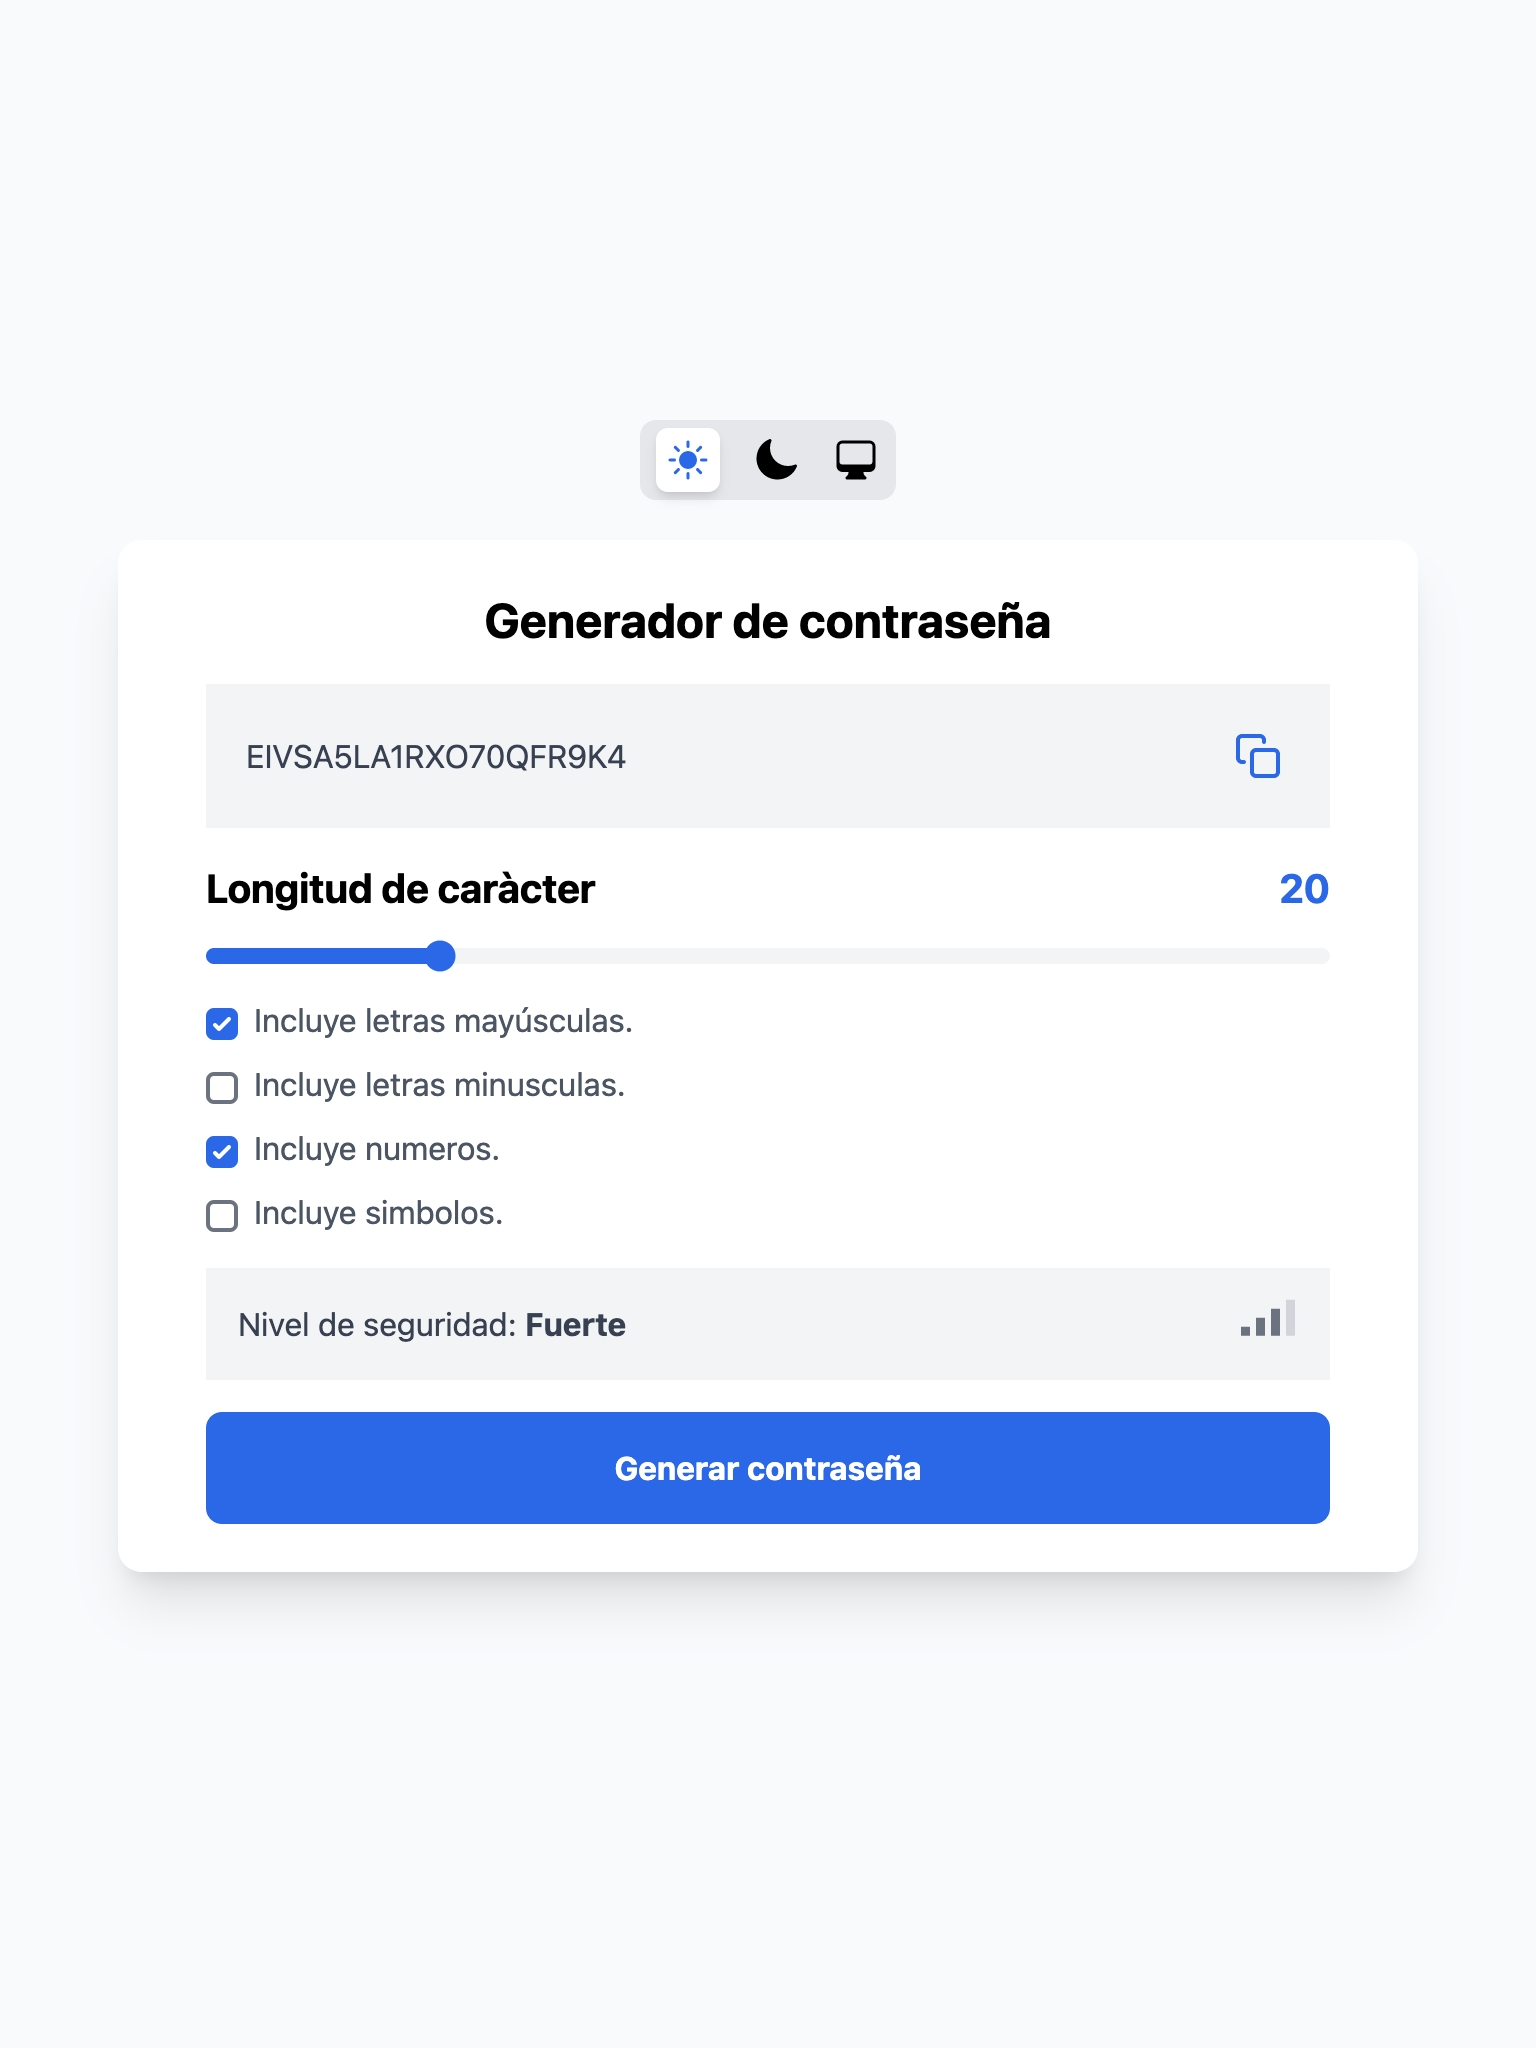 Generador de contraseña
EIVSA5LA1RXO70QFR9K4
Longitud de caràcter 20
Incluye letras mayúsculas.
Incluye letras minusculas.
Incluye numeros.
Incluye simbolos.
Nivel de seguridad: Fuerte
Generar contraseña